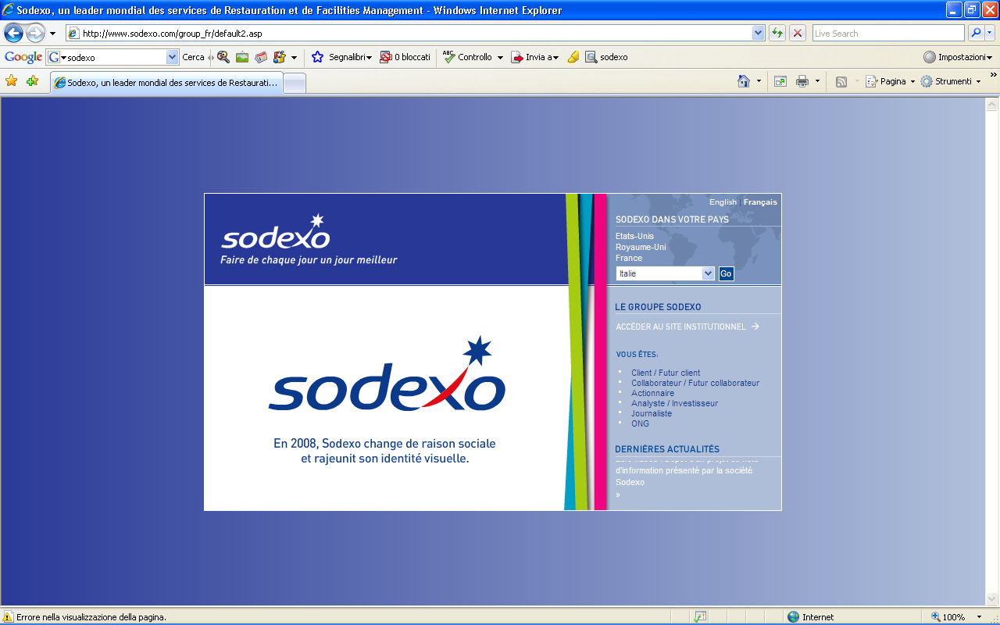 Sodexo, un leader mondial des services de Restauration et de Facilities Management - Windows Internet Explorer
http://www.sodexo.com/group_fr/default2.asp
Live Search
Google
sodexo
Cerca
Segnalibri
0 bloccati
ABC
Controllo
Invia a
sodexo
Impostazioni
Sodexo, un leader mondial des services de Restaurati...
Pagina
Strumenti
English | Français
sodexo
Faire de chaque jour un jour meilleur
SODEXO DANS VOTRE PAYS
Etats-Unis
Royaume-Uni
France
Italie
Go
sodexo
En 2008, Sodexo change de raison sociale
et rajeunit son identité visuelle.
LE GROUPE SODEXO
ACCÉDER AU SITE INSTITUTIONNEL →
VOUS ÊTES:
Client / Futur client
Collaborateur / Futur collaborateur
Actionnaire
Analyste / Investisseur
Journaliste
ONG
DERNIÈRES ACTUALITÉS
d'information présenté par la société
Sodexo
»
Errore nella visualizzazione della pagina.
Internet
100%